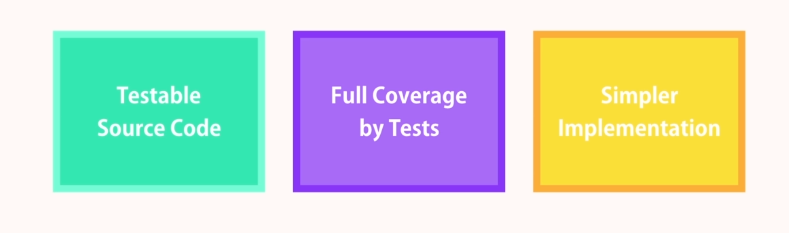 Testable
Source Code
Full Coverage
by Tests
Simpler
Implementation